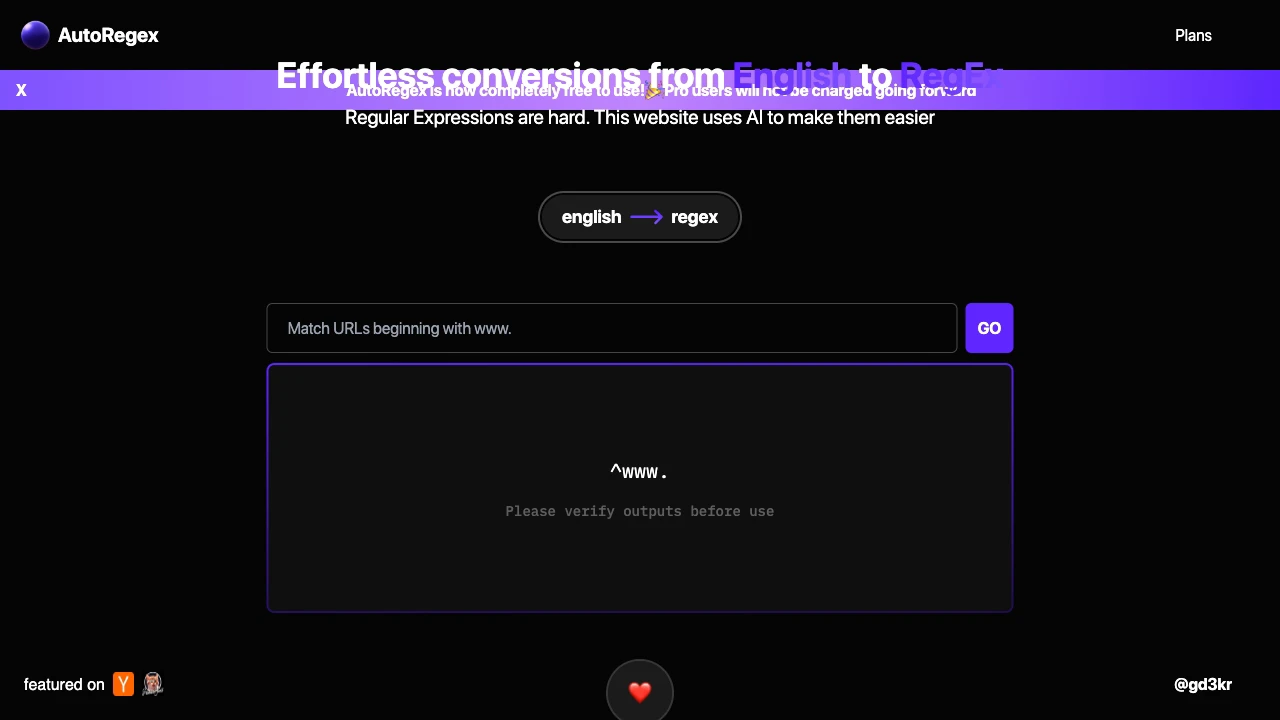 AutoRegex
Plans
Effortless conversions from English to RegEx
X
AutoRegex is now completely free to use!🎉 Pro users will not be charged going forward
Regular Expressions are hard. This website uses AI to make them easier
english ⟶ regex
Match URLs beginning with www.
GO
^www.
Please verify outputs before use
featured on Y
@gd3kr